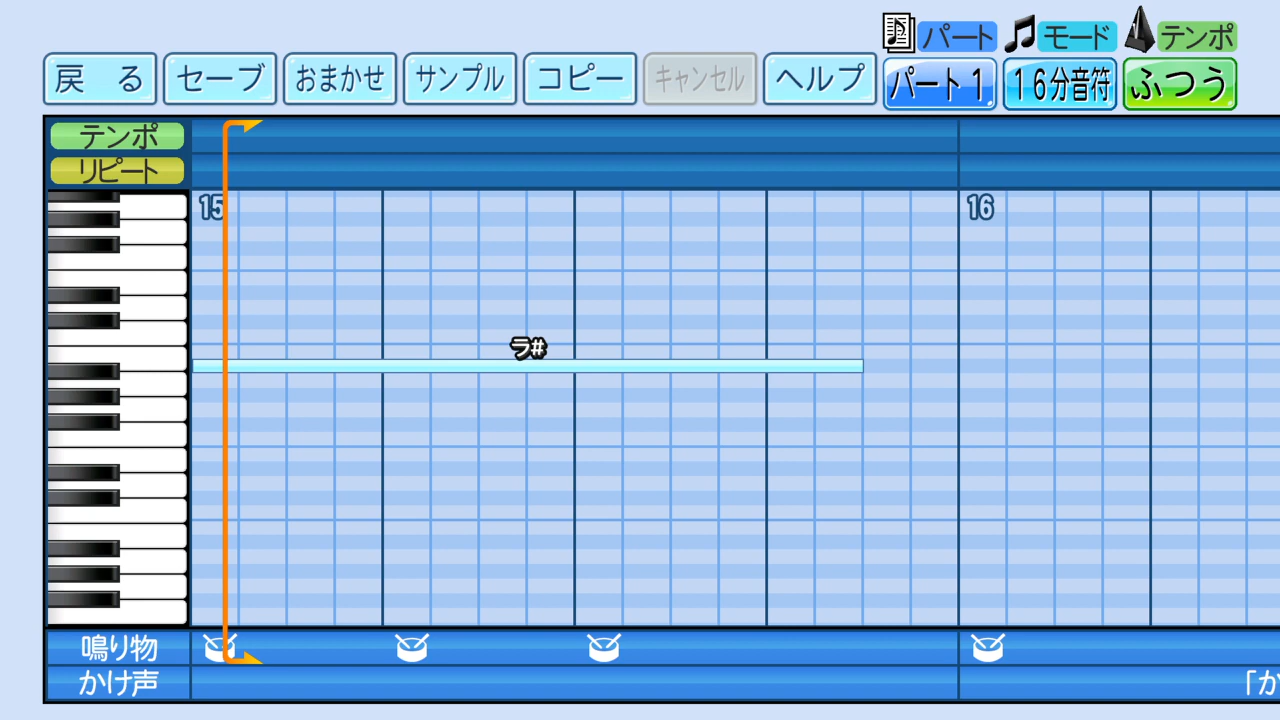 パート モード テンポ
戻る セーブ おまかせ サンプル コピー キャンセル ヘルプ パート1 16分音符 ふつう
テンポ
リピート
15 16
ラ#
鳴り物
かけ声 「か